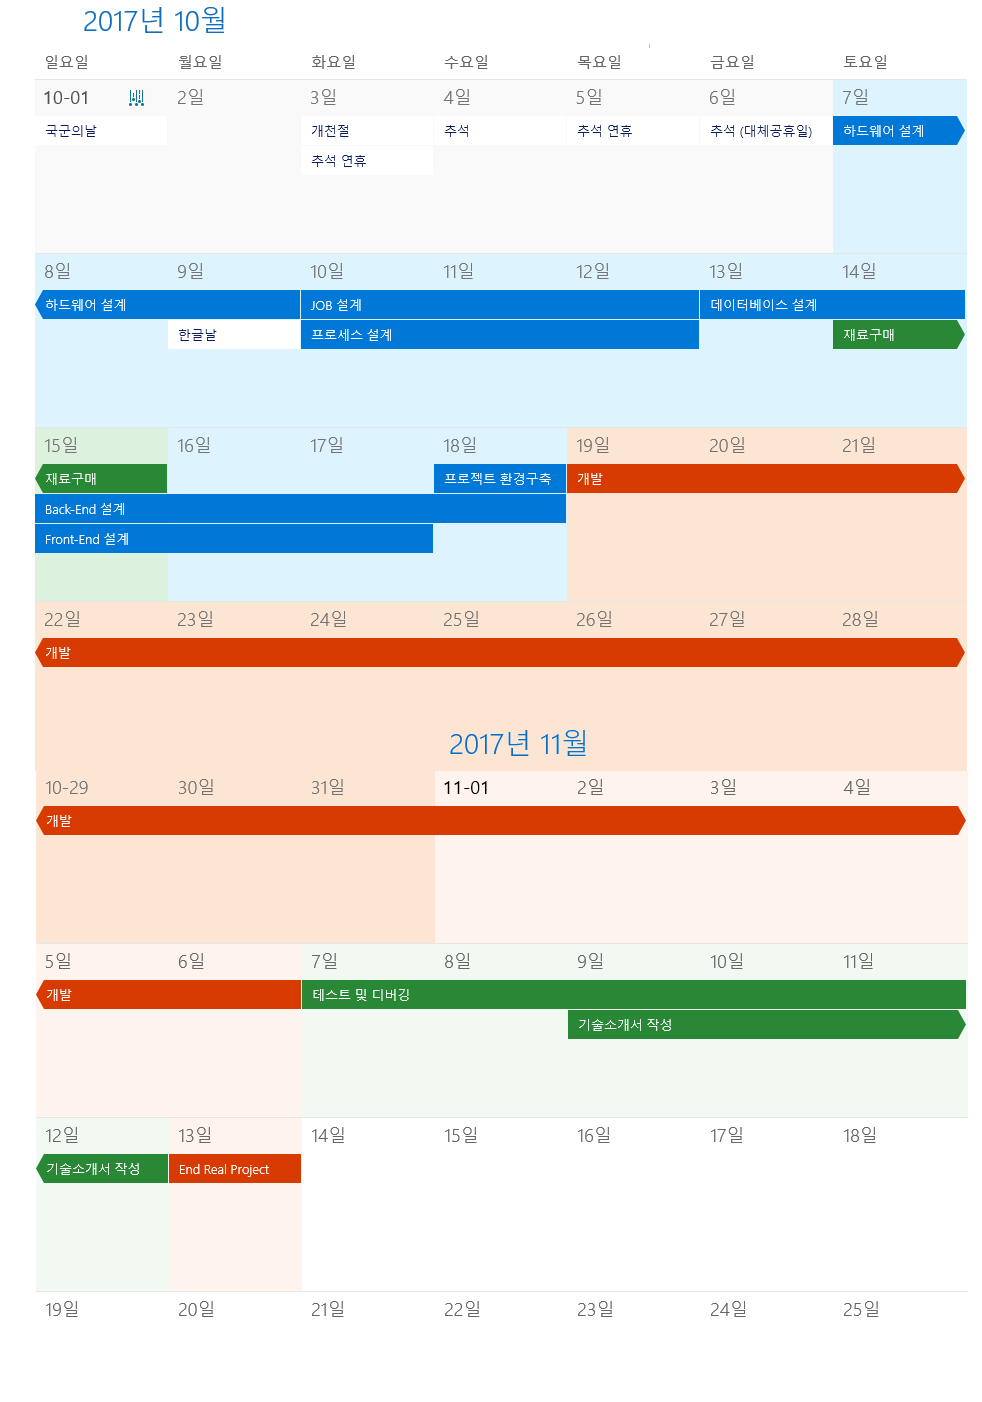 2017년 10월
일요일 월요일 화요일 수요일 목요일 금요일 토요일
10-01 2일 3일 4일 5일 6일 7일
국군의날 개천절 추석 추석 연휴 추석 (대체공휴일) 하드웨어 설계
추석 연휴
8일 9일 10일 11일 12일 13일 14일
하드웨어 설계 JOB 설계 데이터베이스 설계
한글날 프로세스 설계 재료구매
15일 16일 17일 18일 19일 20일 21일
재료구매 프로젝트 환경구축 개발
Back-End 설계
Front-End 설계
22일 23일 24일 25일 26일 27일 28일
개발
2017년 11월
10-29 30일 31일 11-01 2일 3일 4일
개발
5일 6일 7일 8일 9일 10일 11일
개발 테스트 및 디버깅
기술소개서 작성
12일 13일 14일 15일 16일 17일 18일
기술소개서 작성 End Real Project
19일 20일 21일 22일 23일 24일 25일